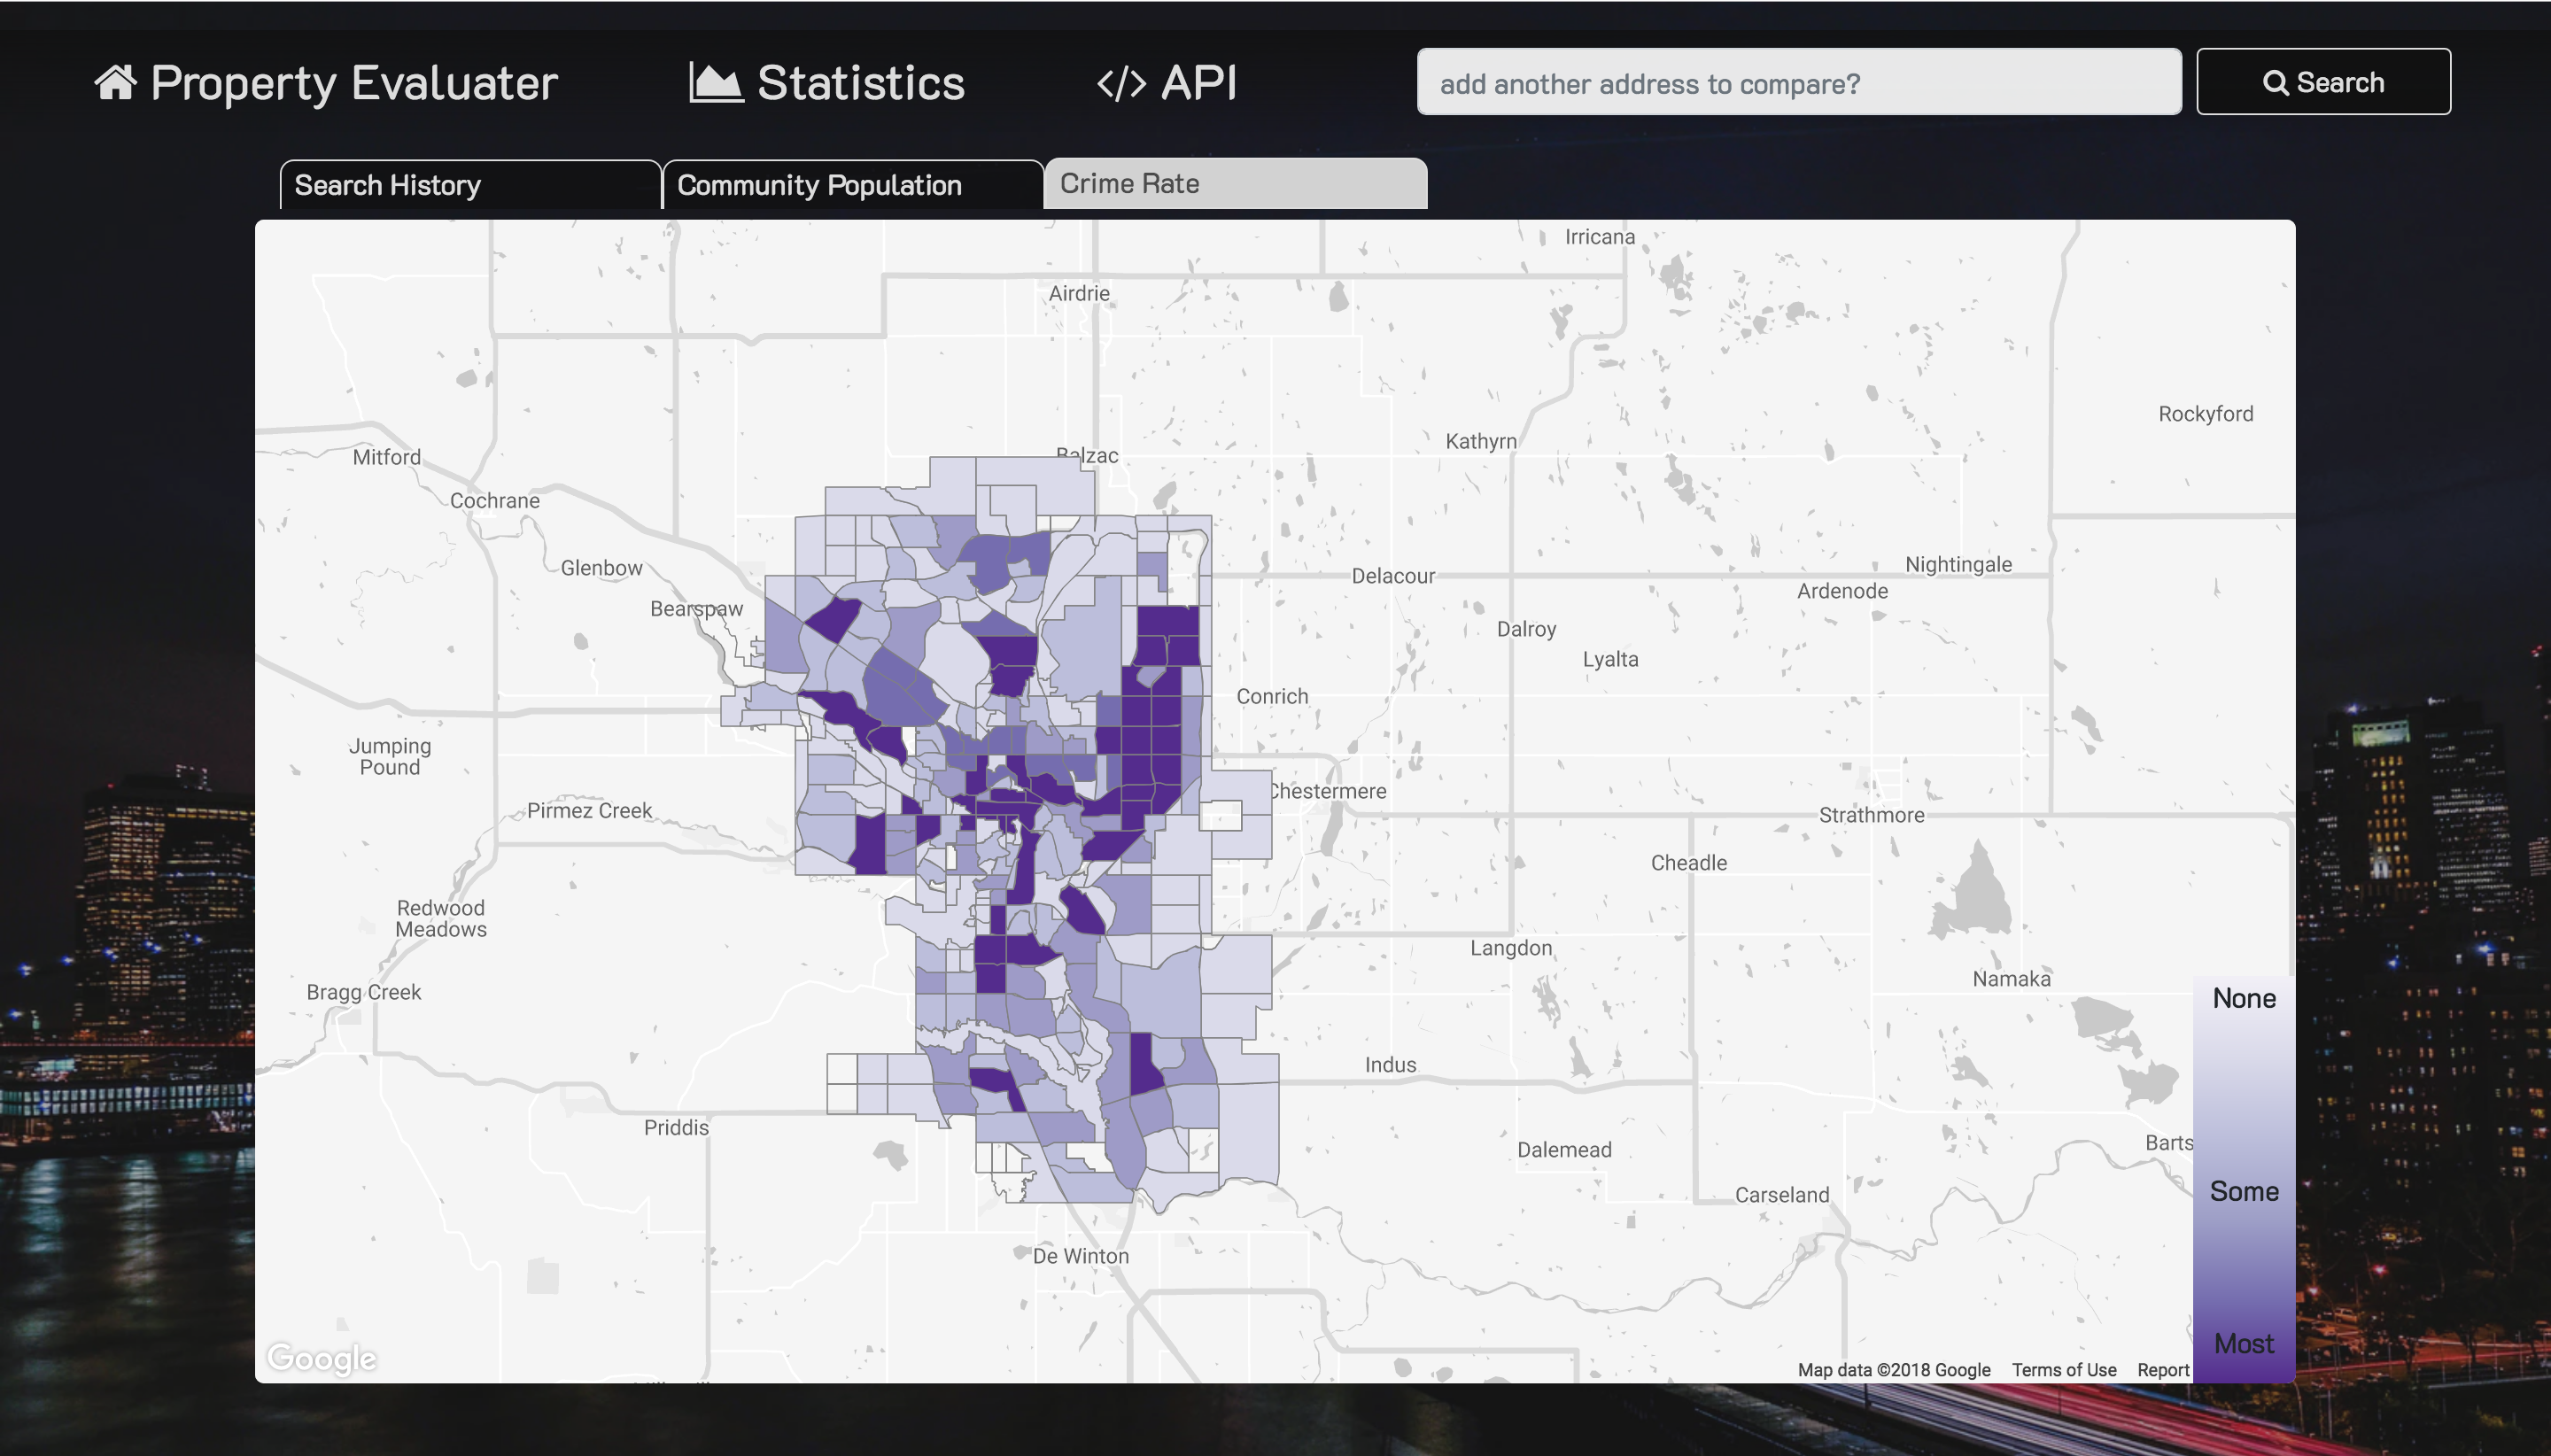 Property Evaluater
Statistics
</> API
add another address to compare?
Search
Search History
Community Population
Crime Rate
Irricana
Airdrie
Rockyford
Kathyrn
Balzac
Mitford
Cochrane
Nightingale
Glenbow
Delacour
Ardenode
Bearspaw
Dalroy
Lyalta
Conrich
Jumping
Pound
Chestermere
Pirmez Creek
Strathmore
Cheadle
Redwood
Meadows
Langdon
Namaka
Bragg Creek
None
Indus
Priddis
Dalemead
Barts
Some
Carseland
De Winton
Most
Google
Map data ©2018 Google
Terms of Use
Report